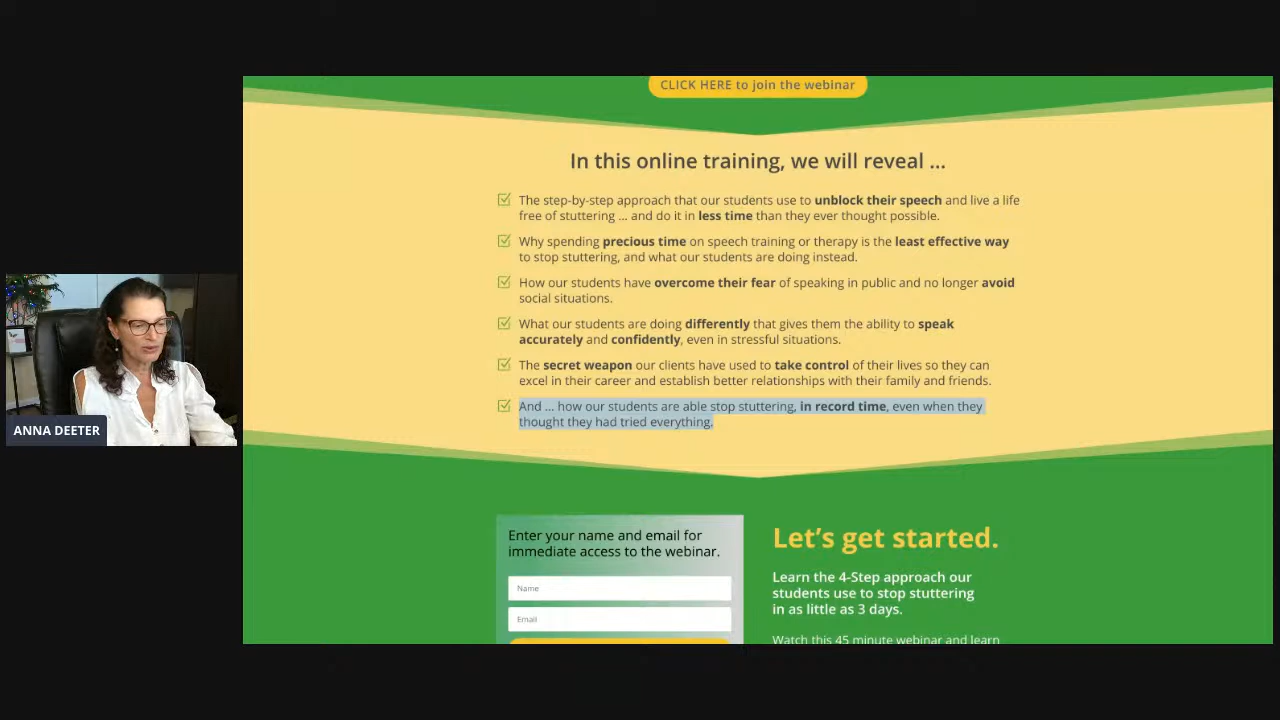 CLICK HERE to join the webinar
In this online training, we will reveal ...
The step-by-step approach that our students use to unblock their speech and live a life
free of stuttering ... and do it in less time than they ever thought possible.
Why spending precious time on speech training or therapy is the least effective way
to stop stuttering, and what our students are doing instead.
How our students have overcome their fear of speaking in public and no longer avoid
social situations.
What our students are doing differently that gives them the ability to speak
accurately and confidently, even in stressful situations.
The secret weapon our clients have used to take control of their lives so they can
excel in their career and establish better relationships with their family and friends.
And ... how our students are able stop stuttering, in record time, even when they
thought they had tried everything.
ANNA DEETER
Enter your name and email for
immediate access to the webinar.
Name
Email
Let's get started.
Learn the 4-Step approach our
students use to stop stuttering
in as little as 3 days.
Watch this 45 minute webinar and learn